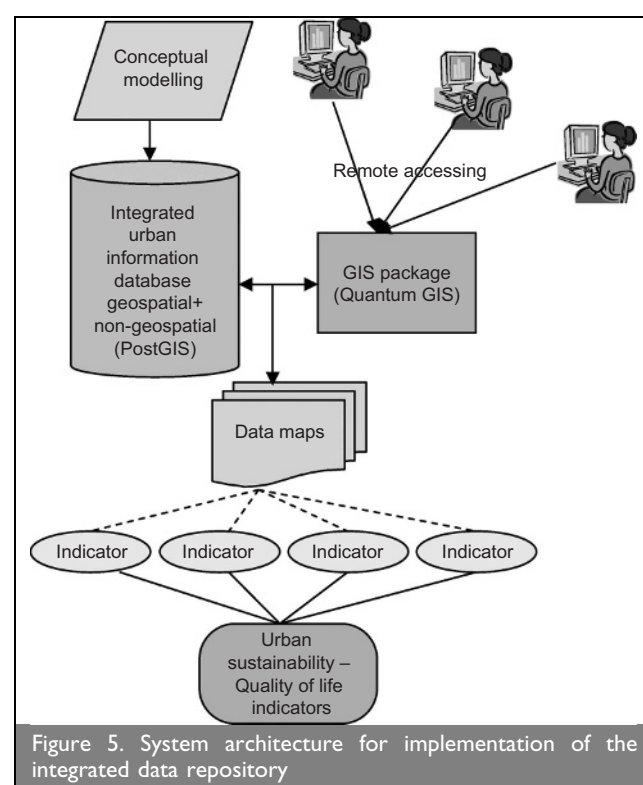 Conceptual
modelling
Remote accessing
Integrated
urban
information
database
geospatial+
non-geospatial
(PostGIS)
GIS package
(Quantum GIS)
Data maps
Indicator
Indicator
Indicator
Indicator
Urban
sustainability –
Quality of life
indicators
Figure 5. System architecture for implementation of the
integrated data repository